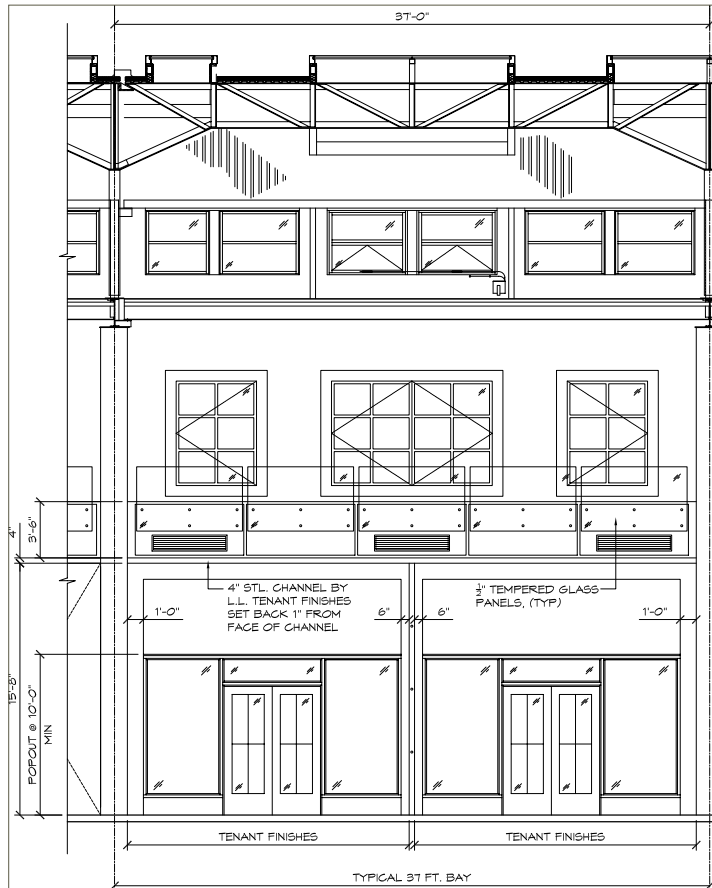 37'-0"
4"
3'-6"
4" STL. CHANNEL BY
L.L. TENANT FINISHES
SET BACK 1" FROM
FACE OF CHANNEL
1/2" TEMPERED GLASS
PANELS, (TYP)
1'-0"
6"
6"
1'-0"
15'-8"
POPOUT @ 10'-0"
MIN
TENANT FINISHES
TENANT FINISHES
TYPICAL 37 FT. BAY